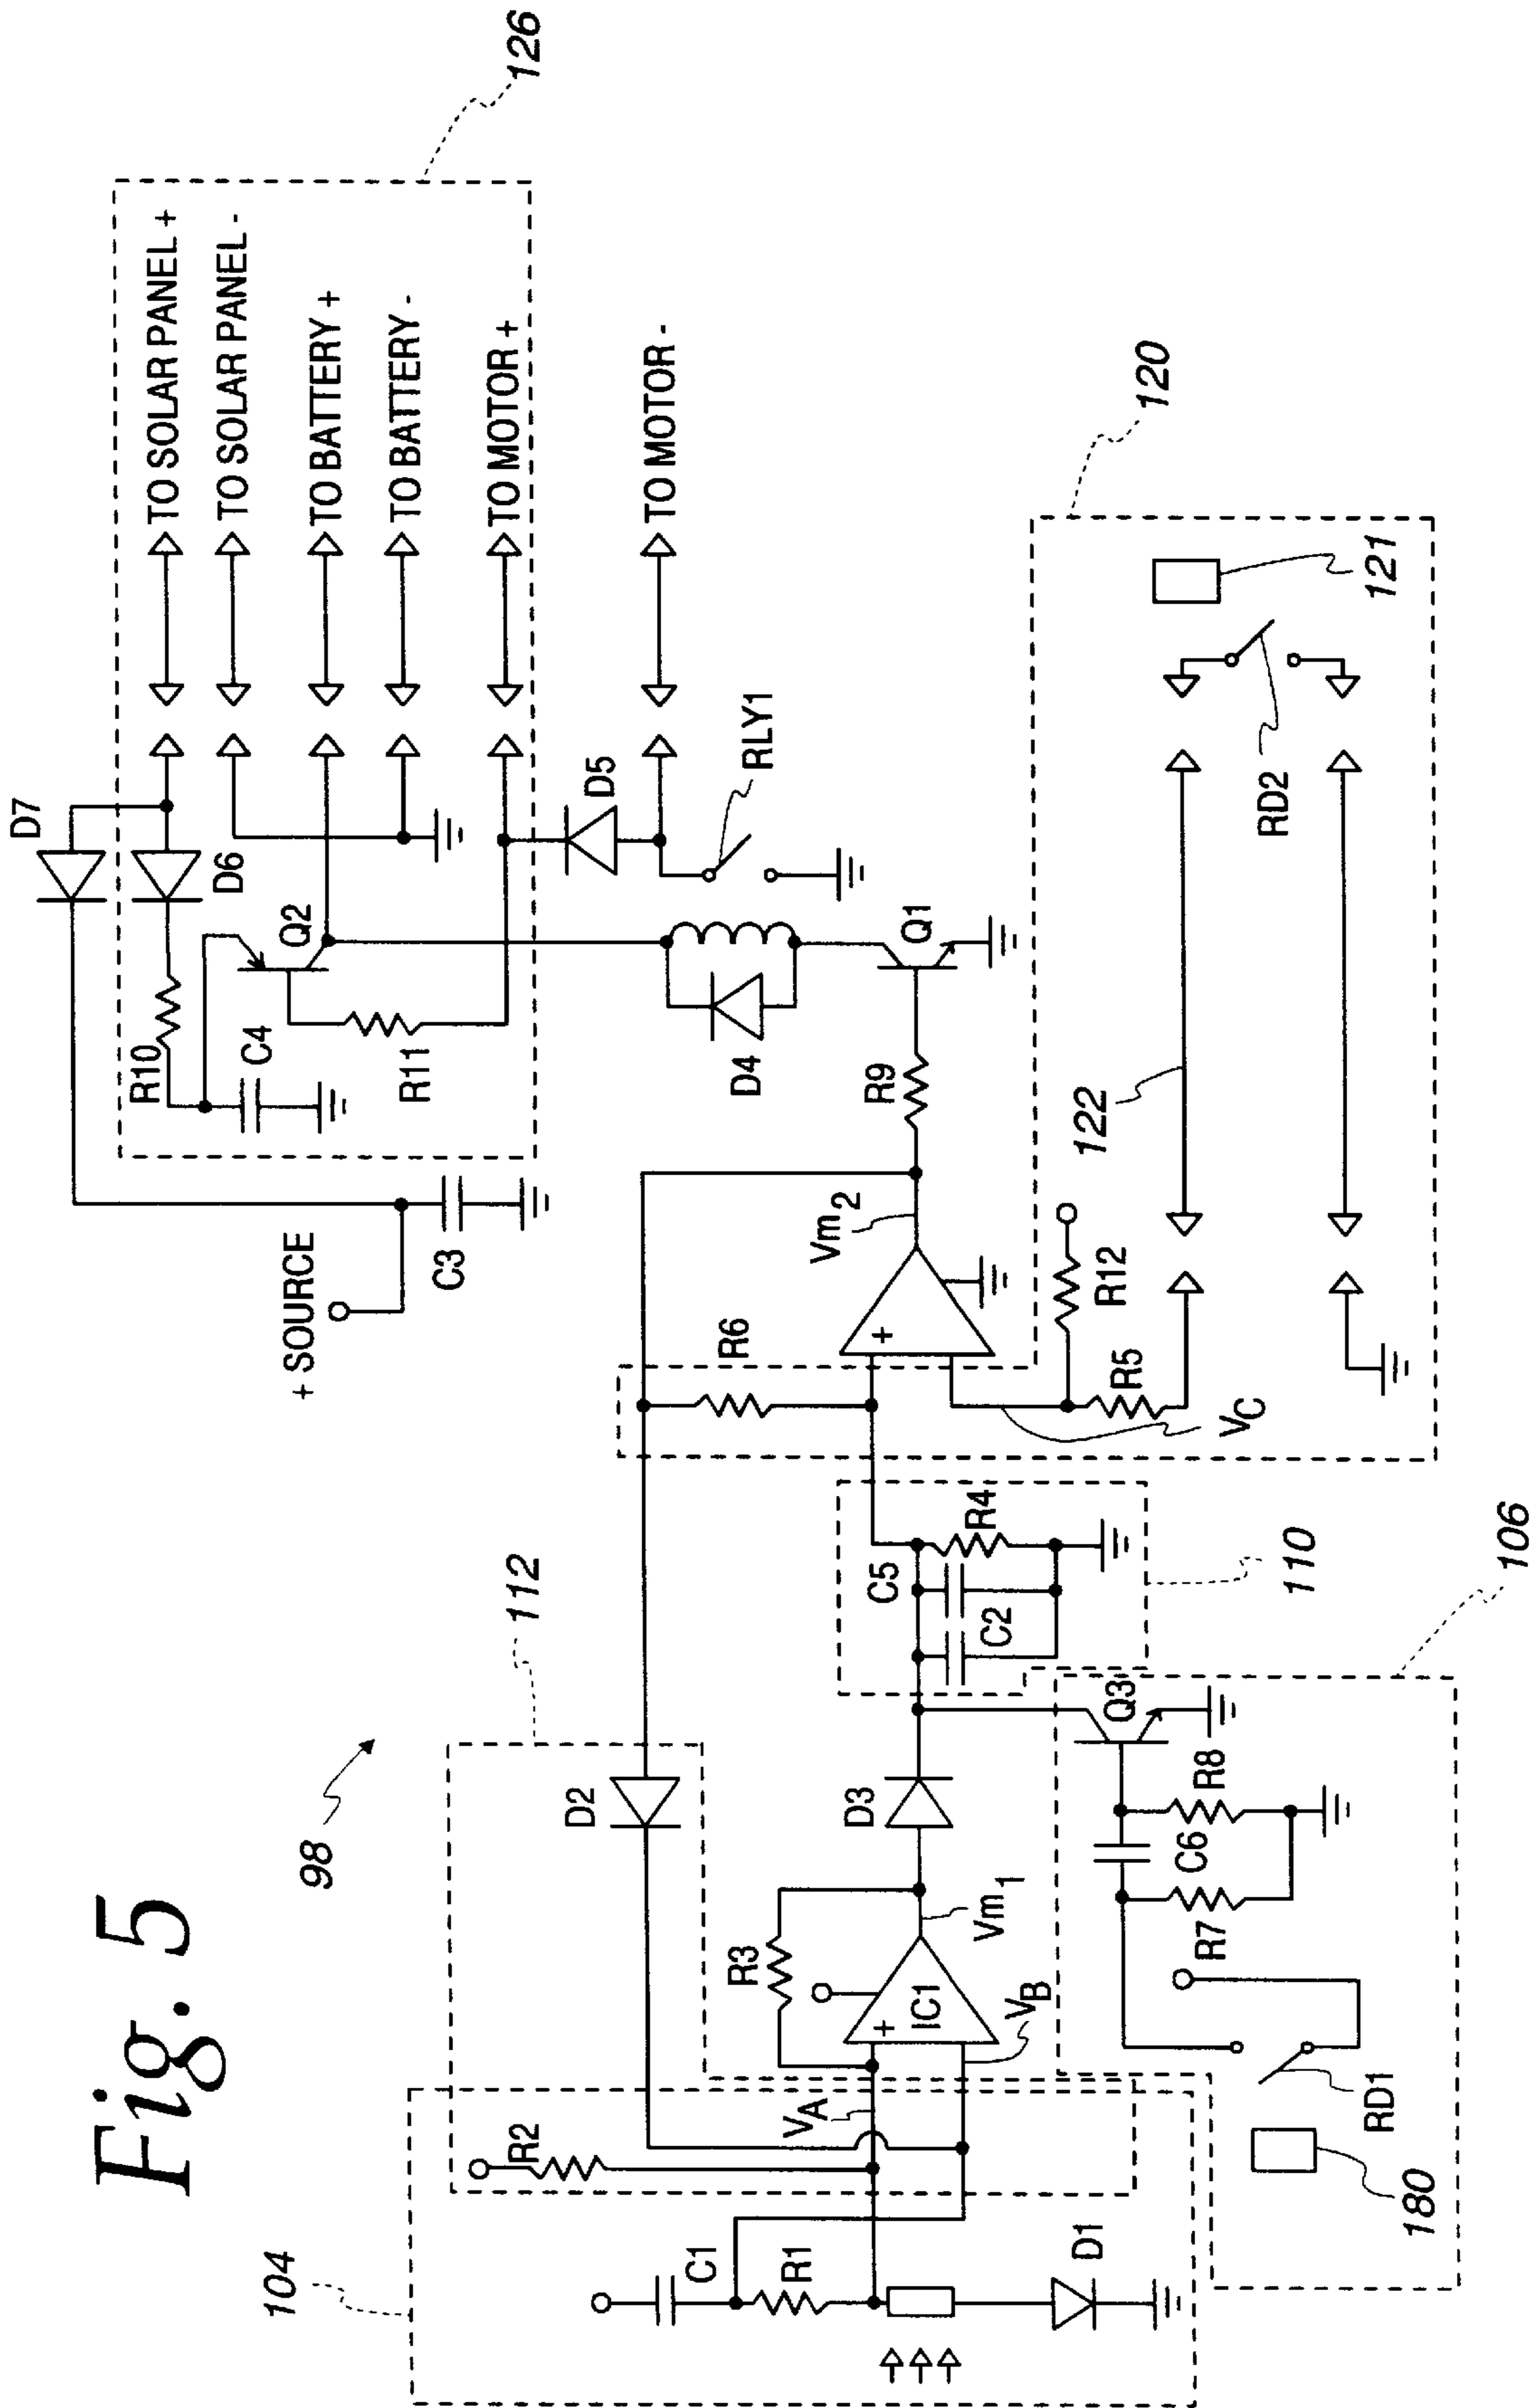 Fig. 5
98
126
D7
TO SOLAR PANEL +
TO SOLAR PANEL -
TO BATTERY +
TO BATTERY -
TO MOTOR +
TO MOTOR -
D6
R10
Q2
C4
R11
D5
RLY1
+ SOURCE
C3
D4
Q1
R9
120
121
RD2
122
Vm2
+
R6
R12
R5
VC
112
D2
110
C5
R4
C2
106
D3
Q3
R8
C6
R7
R3
Vm1
IC1
+
VB
VA
R2
RD1
180
104
C1
R1
D1